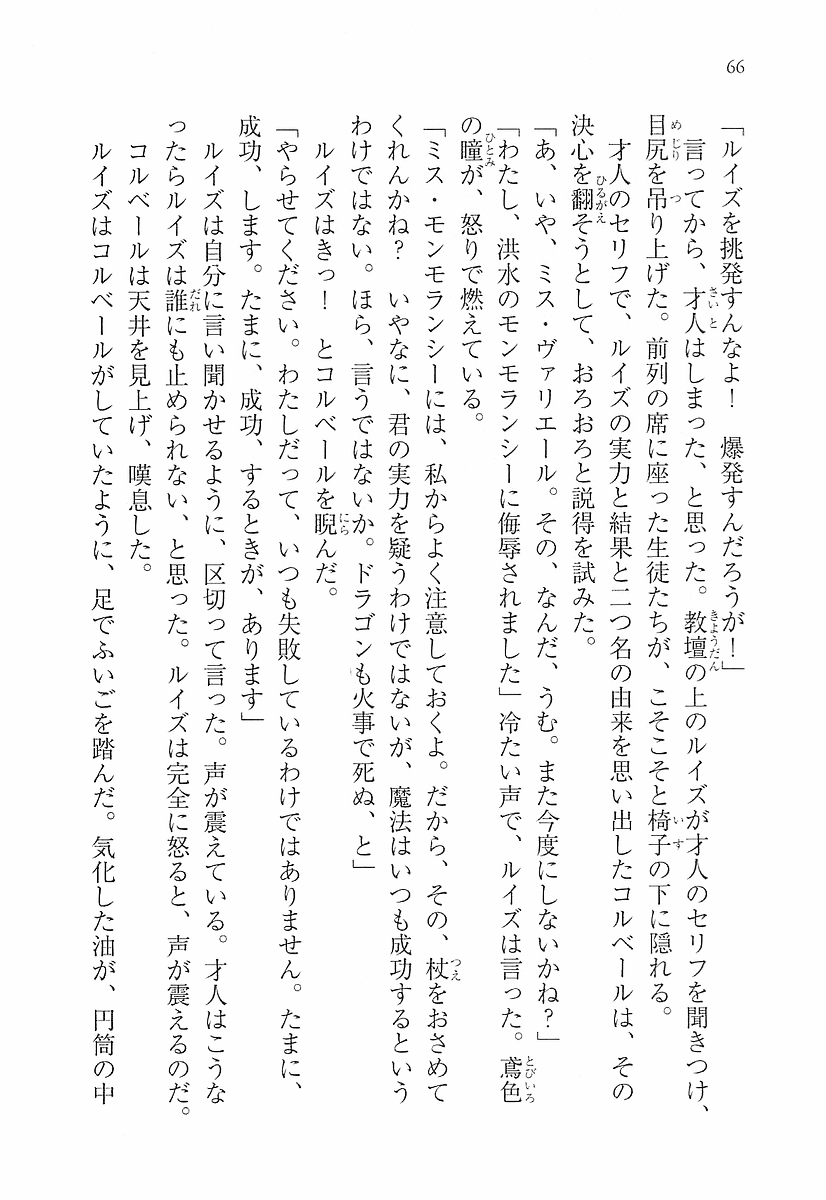 66
「ルイズを挑発すんなよ！　爆発すんだろうが！」
　言ってから、才人はしまった、と思った。教壇の上のルイズが才人のセリフを聞きつけ、
目尻を吊り上げた。前列の席に座った生徒たちが、こそこそと椅子の下に隠れる。
　才人のセリフで、ルイズの実力と結果と二つ名の由来を思い出したコルベールは、その
決心を翻そうとして、おろおろと説得を試みた。
「あ、いや、ミス・ヴァリエール。その、なんだ、うむ。また今度にしないかね？」
「わたし、洪水のモンモランシーに侮辱されました」冷たい声で、ルイズは言った。鳶色
の瞳が、怒りで燃えている。
「ミス・モンモランシーには、私からよく注意しておくよ。だから、その、杖をおさめて
くれんかね？　いやなに、君の実力を疑うわけではないが、魔法はいつも成功するという
わけではない。ほら、言うではないか。ドラゴンも火事で死ぬ、と」
　ルイズはきっ！　とコルベールを睨んだ。
「やらせてください。わたしだって、いつも失敗しているわけではありません。たまに、
成功、します。たまに、成功、するときが、あります」
　ルイズは自分に言い聞かせるように、区切って言った。声が震えている。才人はこうな
ったらルイズは誰にも止められない、と思った。ルイズは完全に怒ると、声が震えるのだ。
　コルベールは天井を見上げ、嘆息した。
　ルイズはコルベールがしていたように、足でふいごを踏んだ。気化した油が、円筒の中